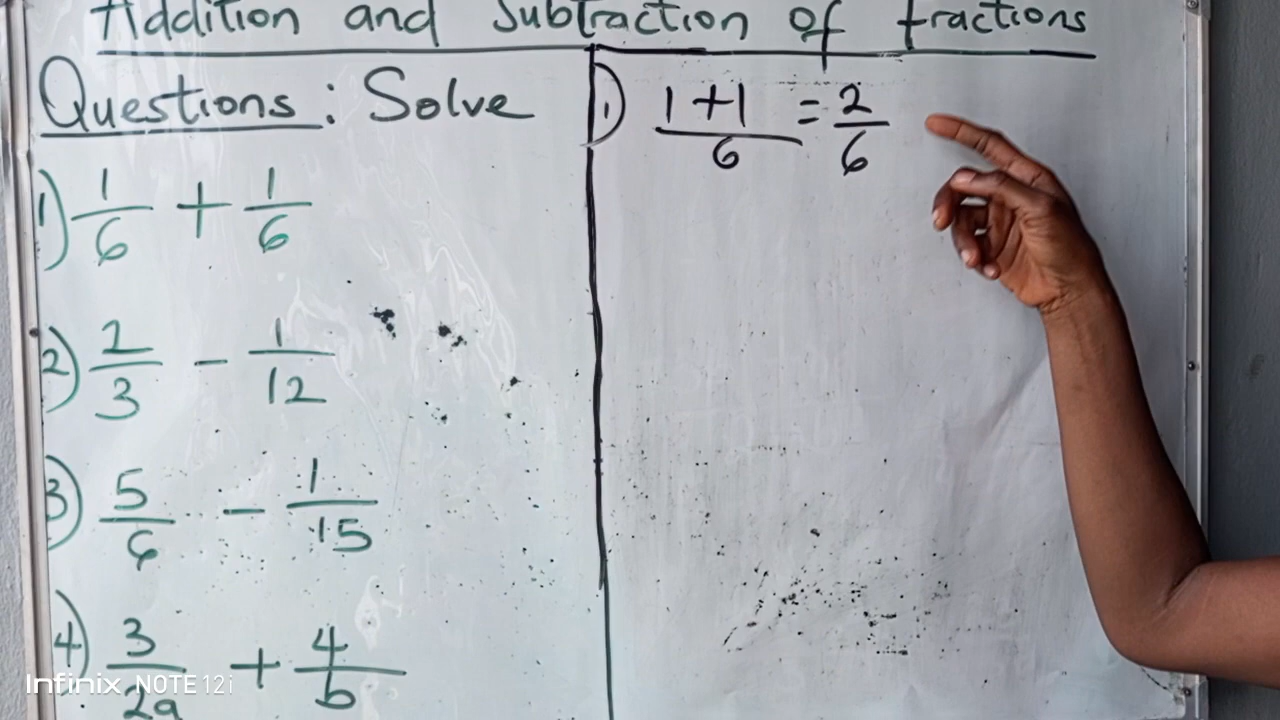 Addition and Subtraction of fractions
Questions : Solve
1) 1/6 + 1/6
2) 2/3 - 1/12
3) 5/6 - 1/15
4) 3/2a + 4/b
1) 1+1/6 = 2/6
Infinix NOTE 12i